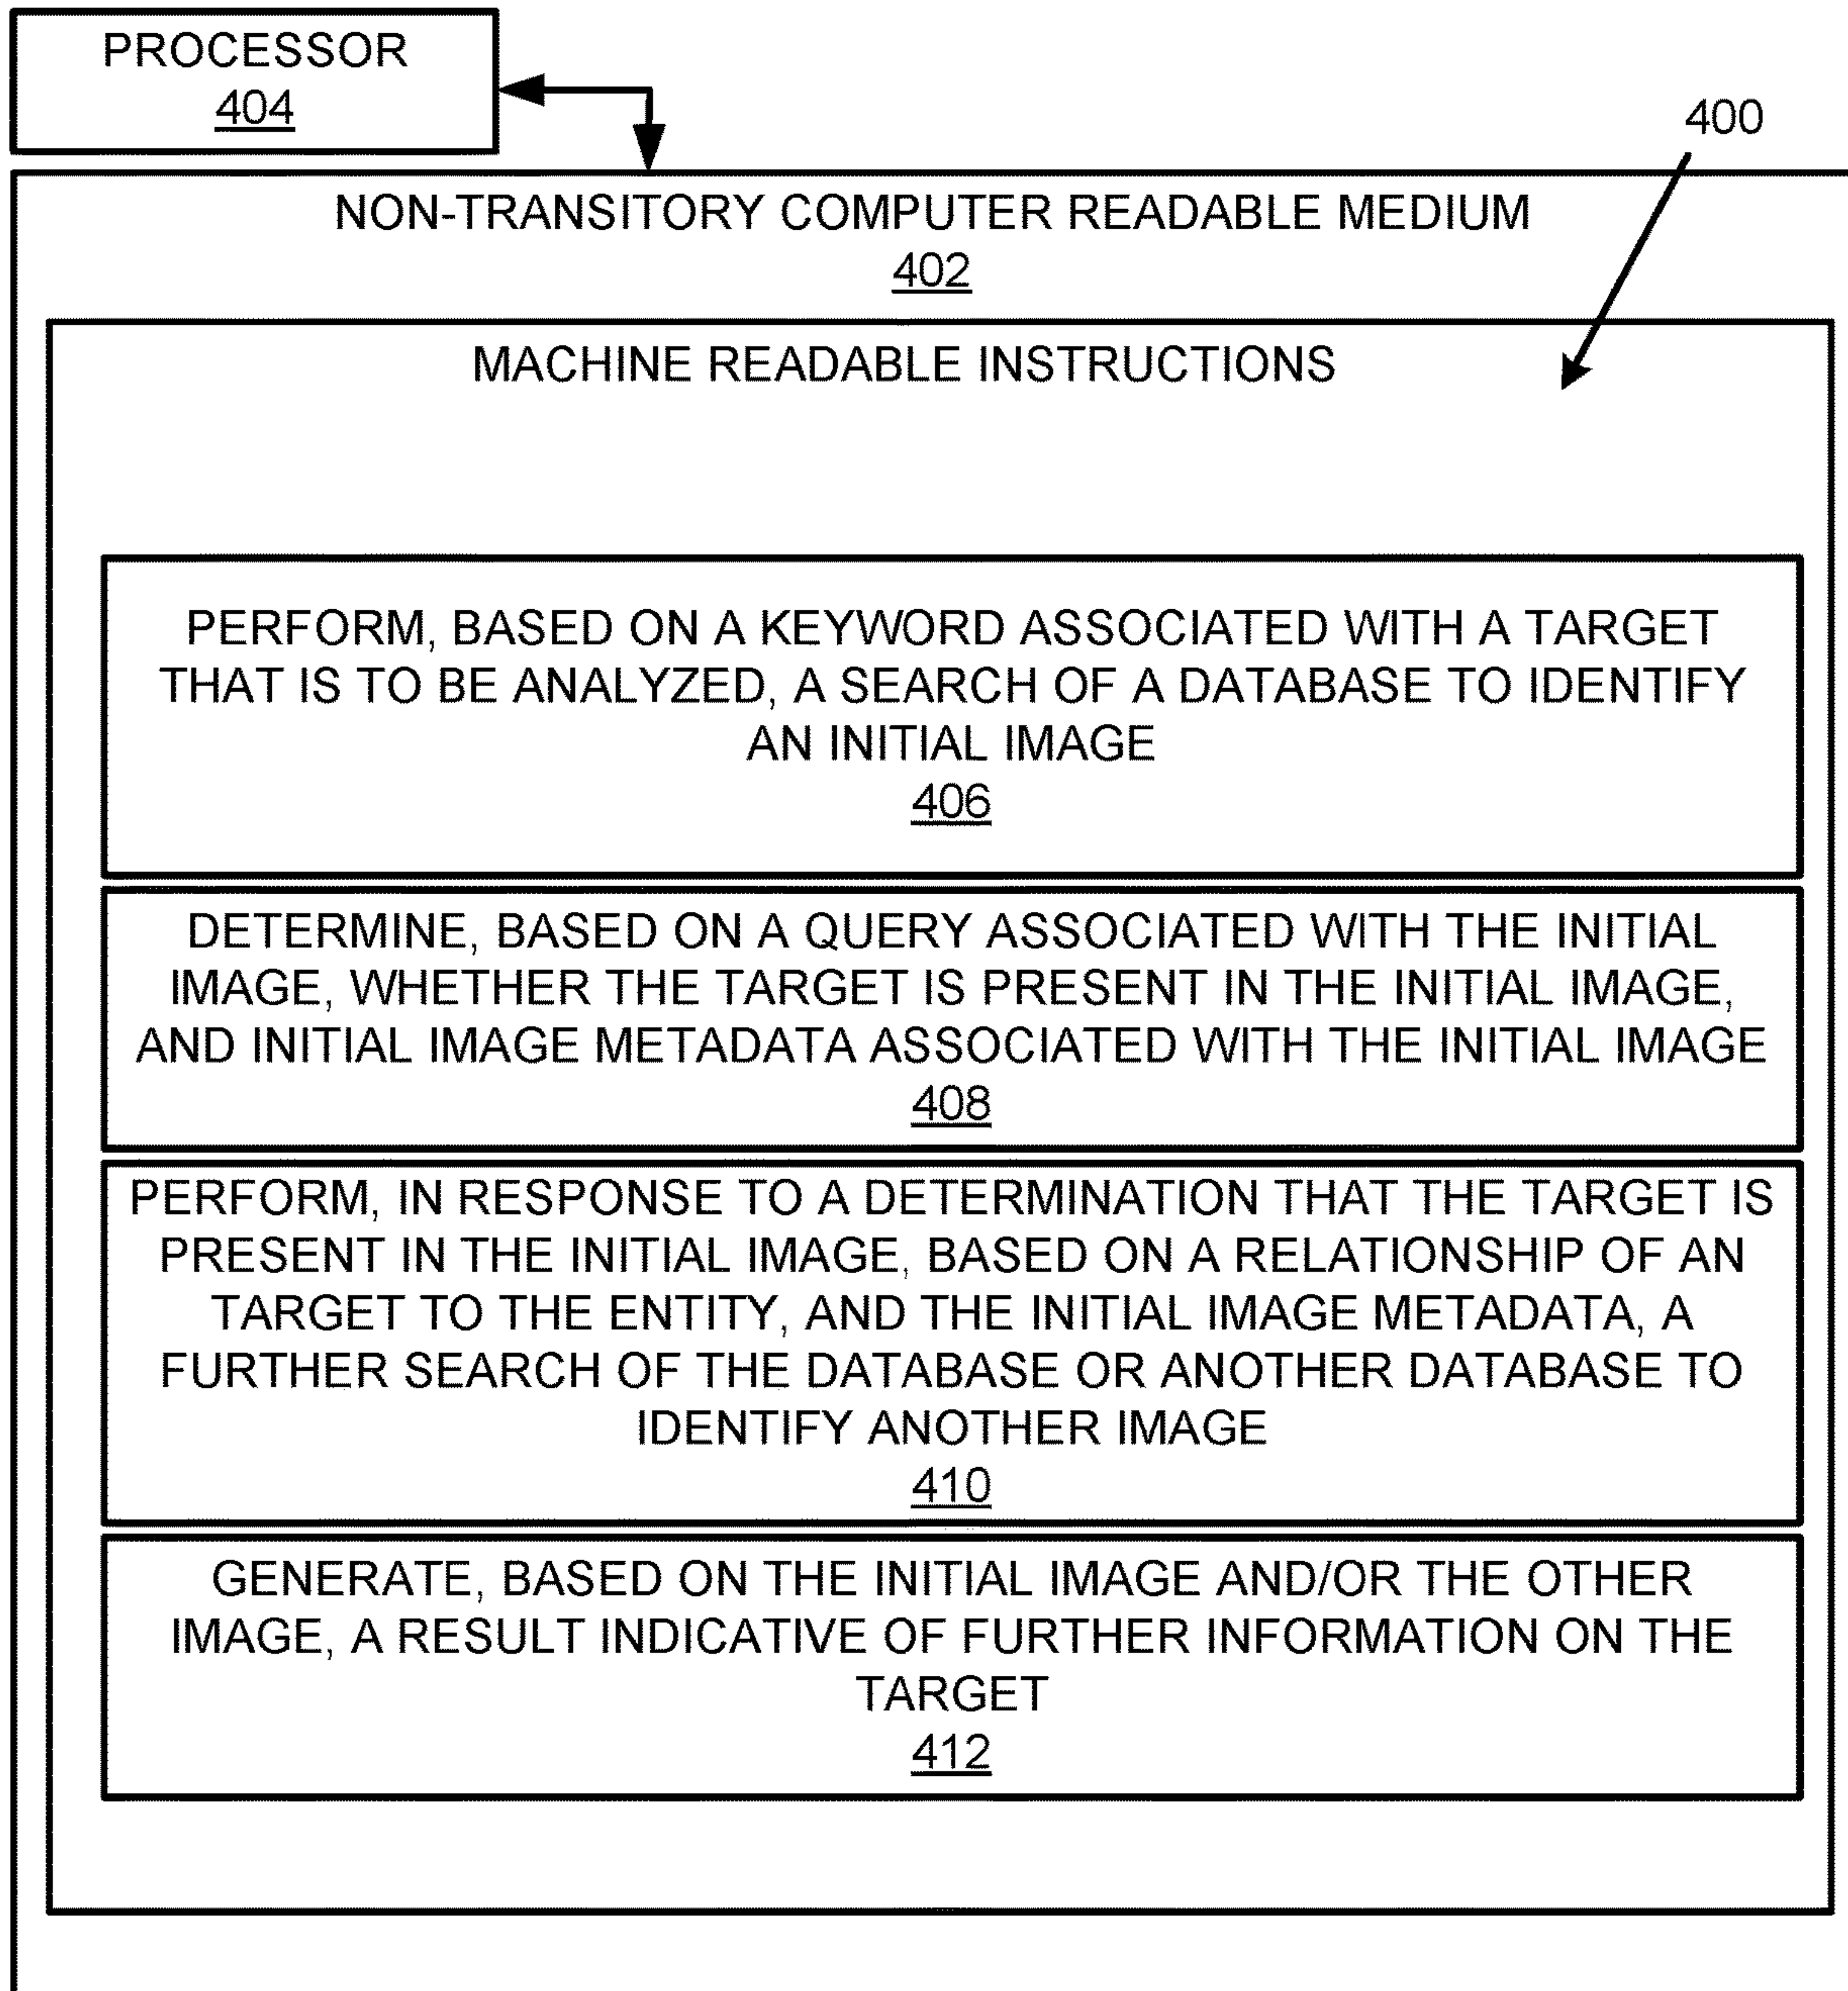 PROCESSOR
404
400
NON-TRANSITORY COMPUTER READABLE MEDIUM
402
MACHINE READABLE INSTRUCTIONS
PERFORM, BASED ON A KEYWORD ASSOCIATED WITH A TARGET
THAT IS TO BE ANALYZED, A SEARCH OF A DATABASE TO IDENTIFY
AN INITIAL IMAGE
406
DETERMINE, BASED ON A QUERY ASSOCIATED WITH THE INITIAL
IMAGE, WHETHER THE TARGET IS PRESENT IN THE INITIAL IMAGE,
AND INITIAL IMAGE METADATA ASSOCIATED WITH THE INITIAL IMAGE
408
PERFORM, IN RESPONSE TO A DETERMINATION THAT THE TARGET IS
PRESENT IN THE INITIAL IMAGE, BASED ON A RELATIONSHIP OF AN
TARGET TO THE ENTITY, AND THE INITIAL IMAGE METADATA, A
FURTHER SEARCH OF THE DATABASE OR ANOTHER DATABASE TO
IDENTIFY ANOTHER IMAGE
410
GENERATE, BASED ON THE INITIAL IMAGE AND/OR THE OTHER
IMAGE, A RESULT INDICATIVE OF FURTHER INFORMATION ON THE
TARGET
412